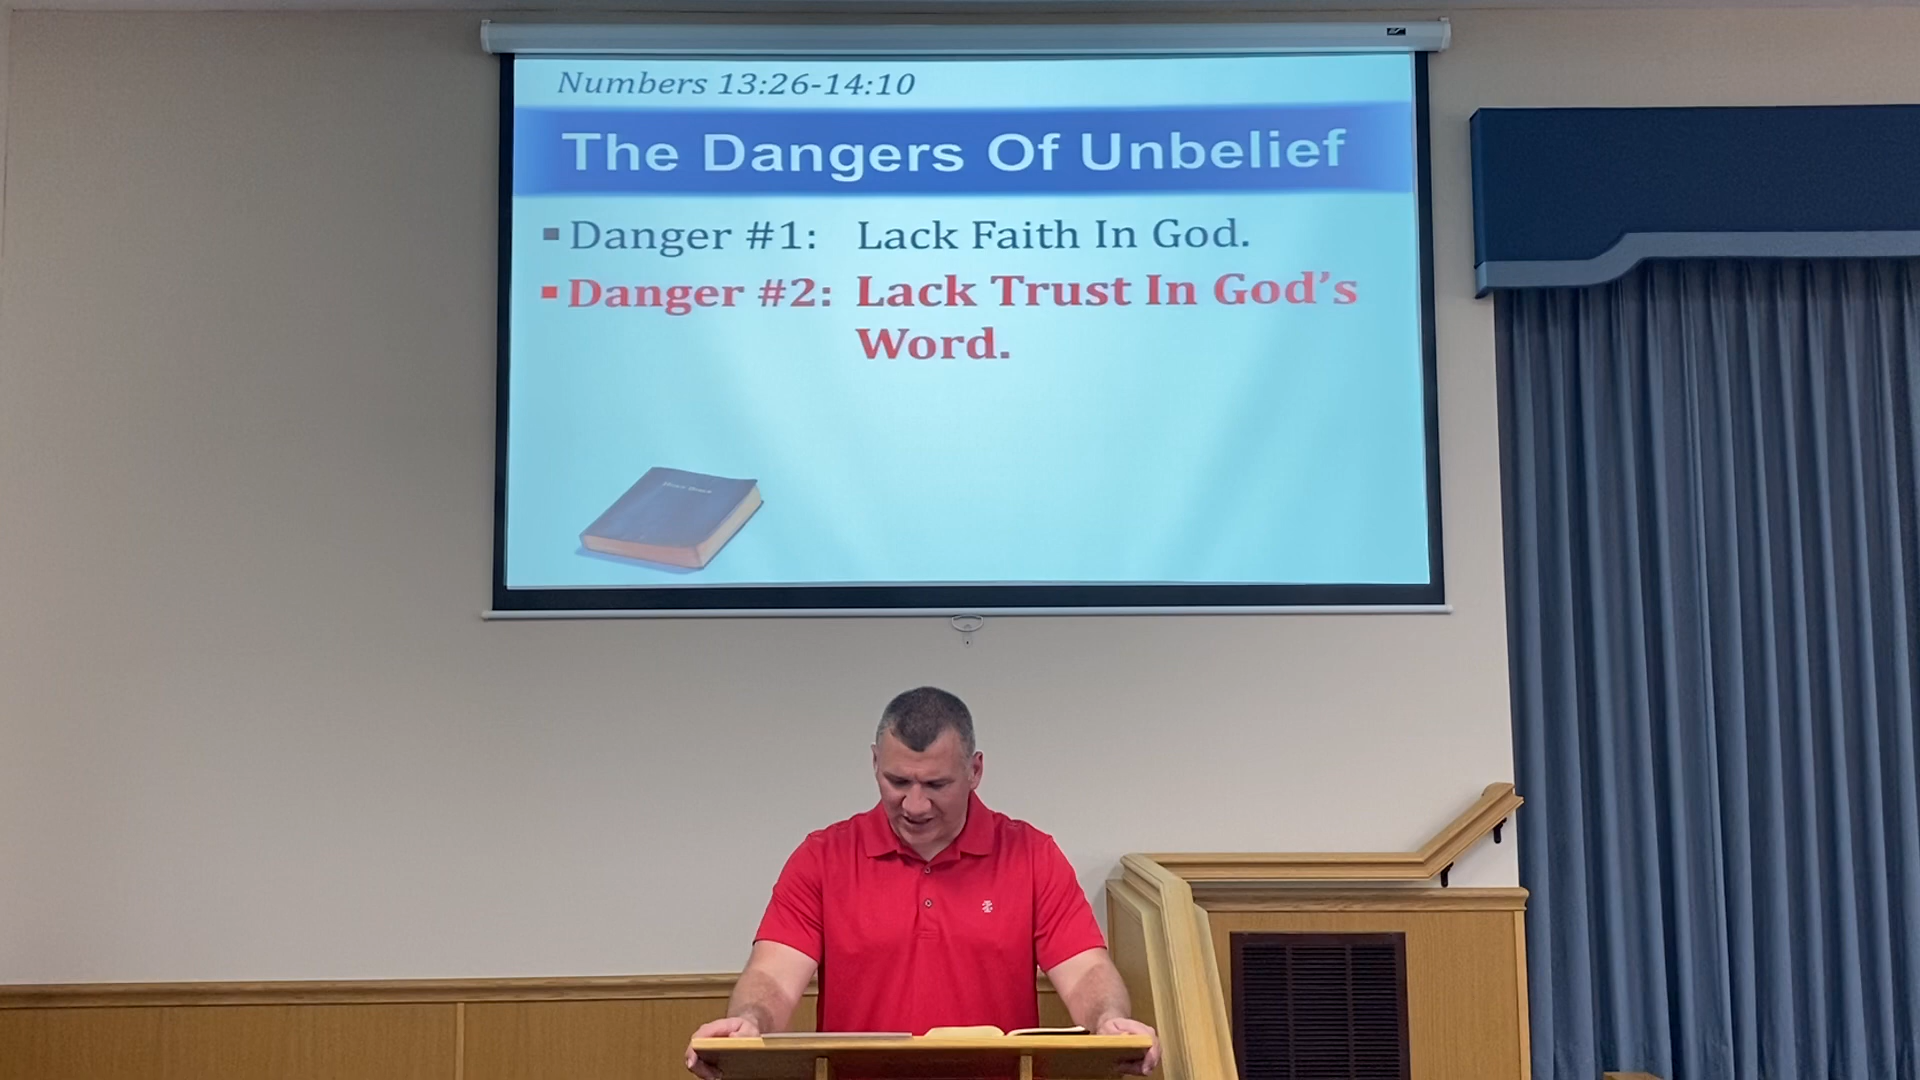 Numbers 13:26-14:10
The Dangers Of Unbelief
▪ Danger #1: Lack Faith In God.
▪ Danger #2: Lack Trust In God's
Word.